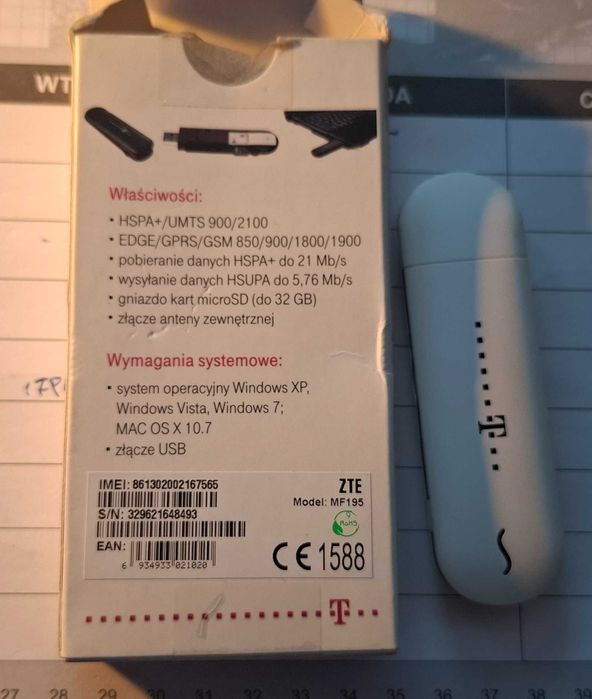 WT
DA
C
Właściwości:
• HSPA+/UMTS 900/2100
• EDGE/GPRS/GSM 850/900/1800/1900
• pobieranie danych HSPA+ do 21 Mb/s
• wysyłanie danych HSUPA do 5,76 Mb/s
• gniazdo kart microSD (do 32 GB)
• złącze anteny zewnętrznej
Wymagania systemowe:
• system operacyjny Windows XP,
Windows Vista, Windows 7;
MAC OS X 10.7
• złącze USB
IMEI: 861302002167565
ZTE
Model: MF195
S/N: 329621648493
RoHS
EAN:
6 934933 021020
CE 1588
T
T
27 28 29 30 31 32 33 34 35 36 37 38 39